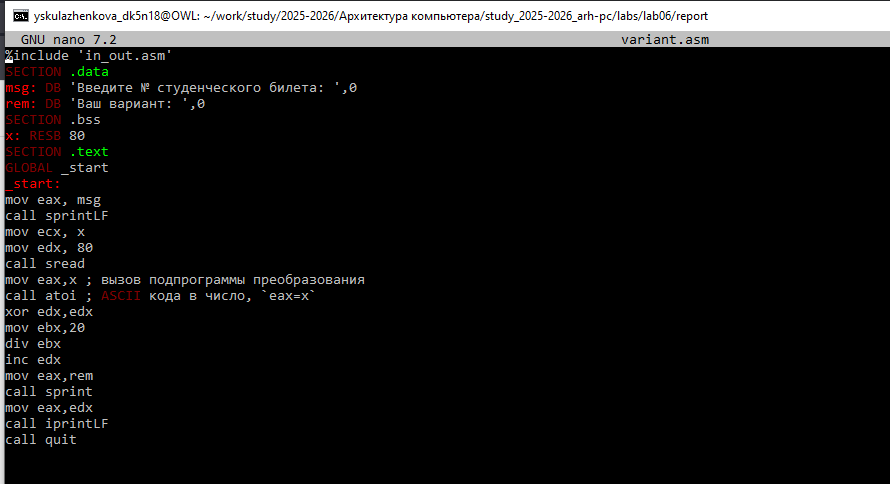 yskulazhenkova_dk5n18@OWL: ~/work/study/2025-2026/Архитектура компьютера/study_2025-2026_arh-pc/labs/lab06/report
GNU nano 7.2 variant.asm
%include 'in_out.asm'
SECTION .data
msg: DB 'Введите № студенческого билета: ',0
rem: DB 'Ваш вариант: ',0
SECTION .bss
x: RESB 80
SECTION .text
GLOBAL _start
_start:
mov eax, msg
call sprintLF
mov ecx, x
mov edx, 80
call sread
mov eax,x ; вызов подпрограммы преобразования
call atoi ; ASCII кода в число, `eax=x`
xor edx,edx
mov ebx,20
div ebx
inc edx
mov eax,rem
call sprint
mov eax,edx
call iprintLF
call quit